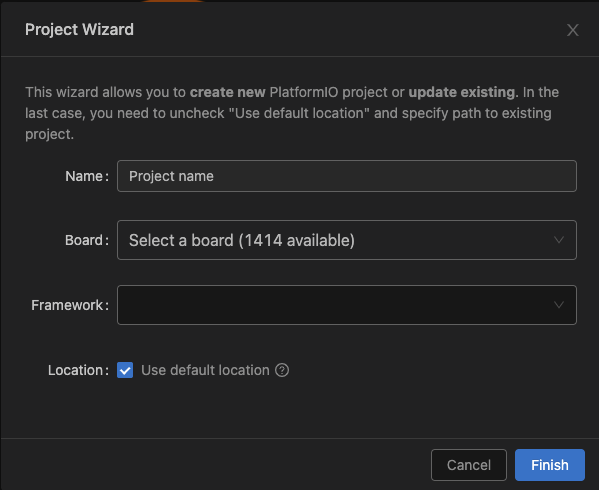 Project Wizard
This wizard allows you to create new PlatformIO project or update existing. In the
last case, you need to uncheck "Use default location" and specify path to existing
project.
Name:
Project name
Board:
Select a board (1414 available)
Framework:
Location:
Use default location
Cancel
Finish